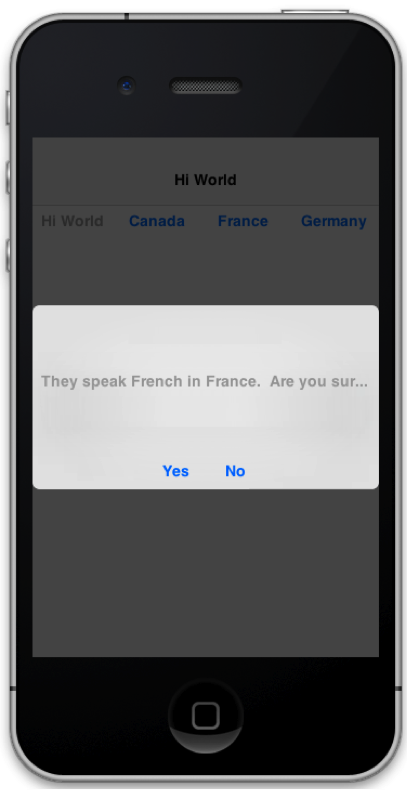 Hi World
Hi World Canada France Germany
They speak French in France.  Are you sur...
Yes No